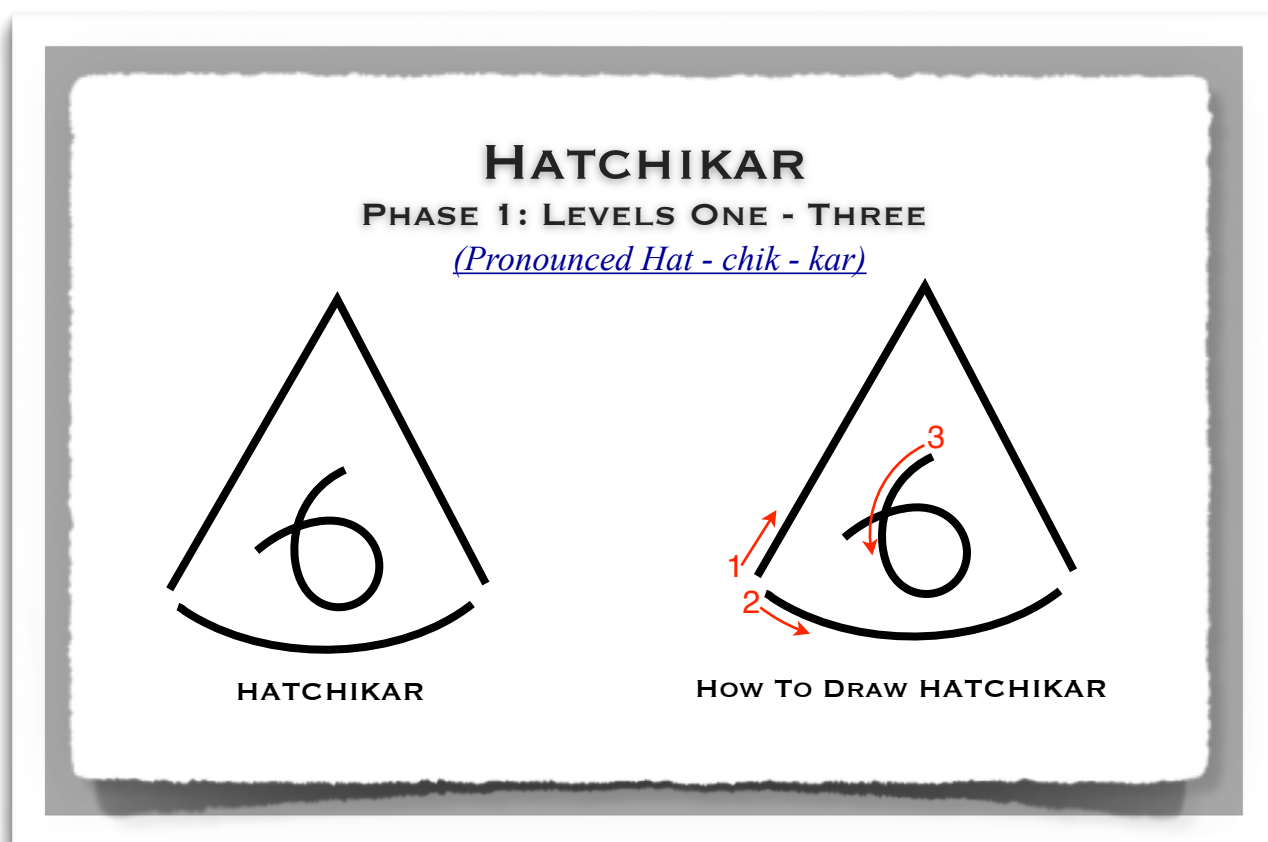 Hatchikar
Phase 1: Levels One - Three
(Pronounced Hat - chik - kar)
3
1
2
HATCHIKAR
How To Draw HATCHIKAR